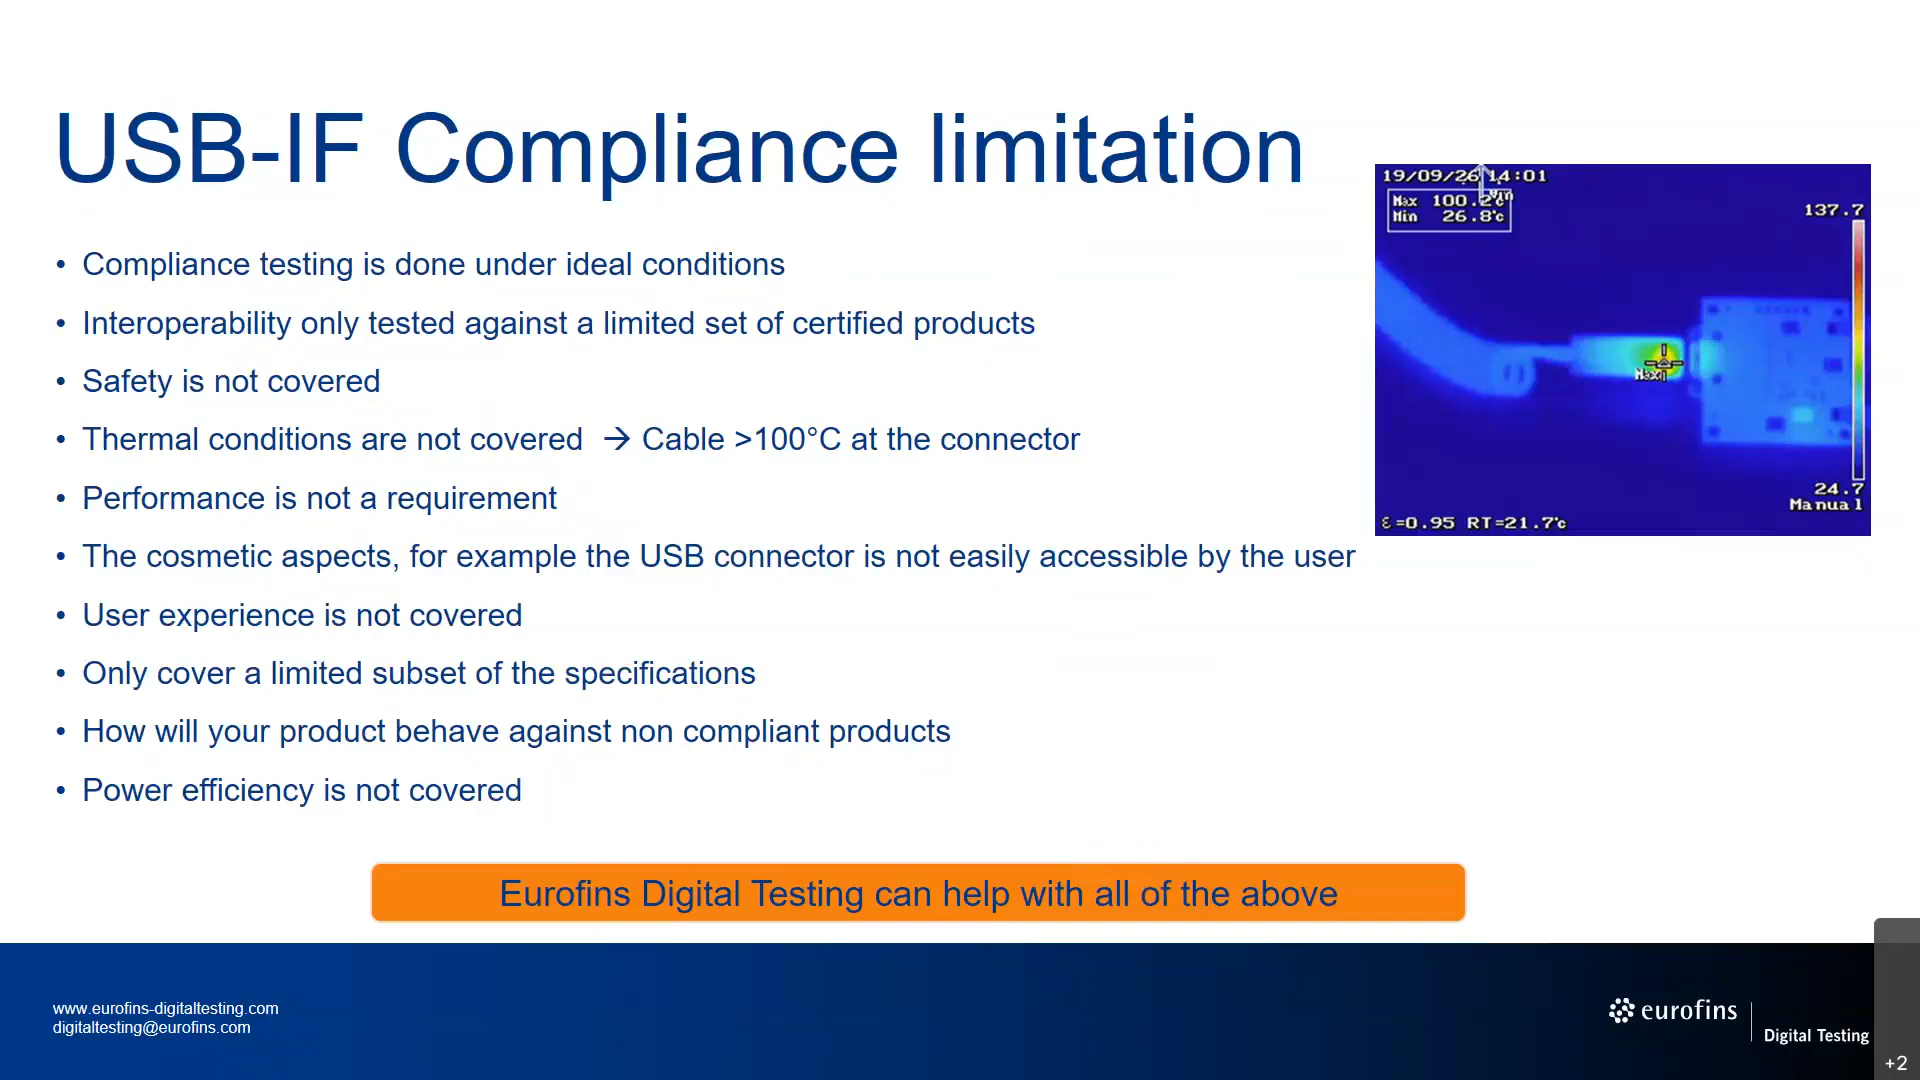 USB-IF Compliance limitation
• Compliance testing is done under ideal conditions
• Interoperability only tested against a limited set of certified products
• Safety is not covered
• Thermal conditions are not covered → Cable >100°C at the connector
• Performance is not a requirement
• The cosmetic aspects, for example the USB connector is not easily accessible by the user
• User experience is not covered
• Only cover a limited subset of the specifications
• How will your product behave against non compliant products
• Power efficiency is not covered
19/09/26 14:01
Max 100.2℃
Min 26.8℃
Min
137.7
Max
24.7
Manual
ε=0.95 RT=21.7℃
Eurofins Digital Testing can help with all of the above
www.eurofins-digitaltesting.com
digitaltesting@eurofins.com
eurofins
Digital Testing
+2